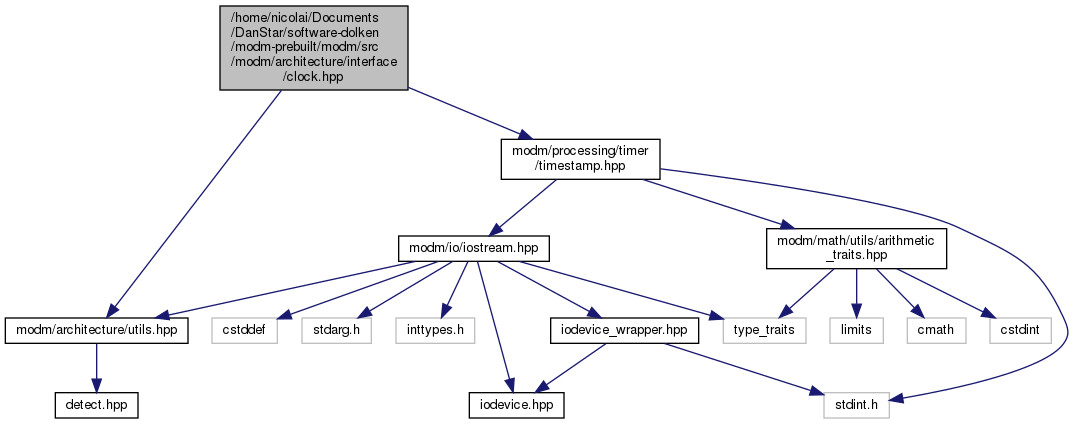 /home/nicolai/Documents
/DanStar/software-dolken
/modm-prebuilt/modm/src
/modm/architecture/interface
/clock.hpp
modm/processing/timer
/timestamp.hpp
modm/io/iostream.hpp
modm/math/utils/arithmetic
_traits.hpp
modm/architecture/utils.hpp
cstddef
stdarg.h
inttypes.h
iodevice_wrapper.hpp
type_traits
limits
cmath
cstdint
detect.hpp
iodevice.hpp
stdint.h